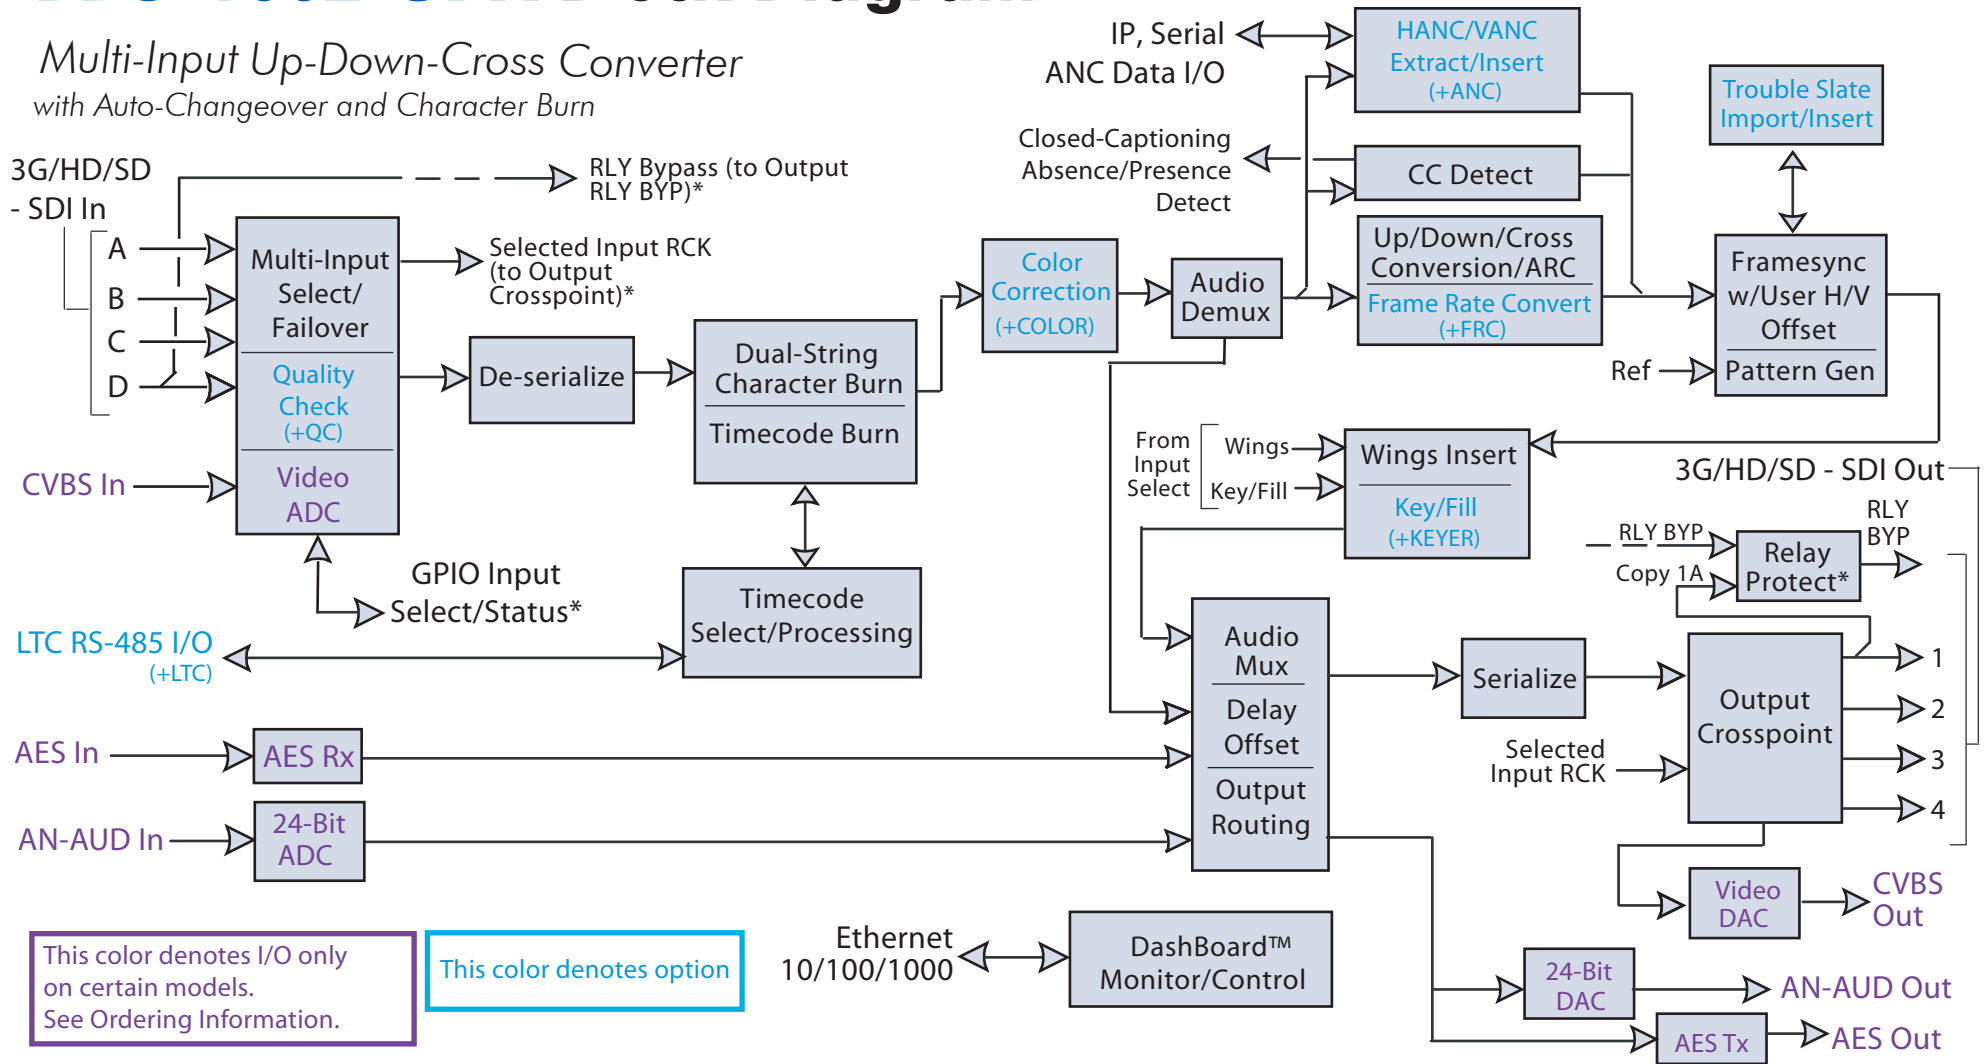 Multi-Input Up-Down-Cross Converter
with Auto-Changeover and Character Burn
3G/HD/SD
- SDI In
A
B
C
D
CVBS In
RLY Bypass (to Output
RLY BYP)*
Multi-Input
Select/
Failover
Quality
Check
(+QC)
Video
ADC
Selected Input RCK
(to Output
Crosspoint)*
De-serialize
GPIO Input
Select/Status*
Dual-String
Character Burn
Timecode Burn
Timecode
Select/Processing
LTC RS-485 I/O
(+LTC)
Color
Correction
(+COLOR)
Audio
Demux
IP, Serial
ANC Data I/O
HANC/VANC
Extract/Insert
(+ANC)
Closed-Captioning
Absence/Presence
Detect
CC Detect
Up/Down/Cross
Conversion/ARC
Frame Rate Convert
(+FRC)
Trouble Slate
Import/Insert
Framesync
w/User H/V
Offset
Pattern Gen
Ref
From
Input
Select
Wings
Key/Fill
Wings Insert
Key/Fill
(+KEYER)
3G/HD/SD - SDI Out
RLY BYP
Copy 1A
Relay
Protect*
RLY
BYP
AES In
AES Rx
AN-AUD In
24-Bit
ADC
Audio
Mux
Delay
Offset
Output
Routing
Serialize
Selected
Input RCK
Output
Crosspoint
1
2
3
4
Video
DAC
CVBS
Out
24-Bit
DAC
AN-AUD Out
AES Tx
AES Out
Ethernet
10/100/1000
DashBoard™
Monitor/Control
This color denotes I/O only
on certain models.
See Ordering Information.
This color denotes option